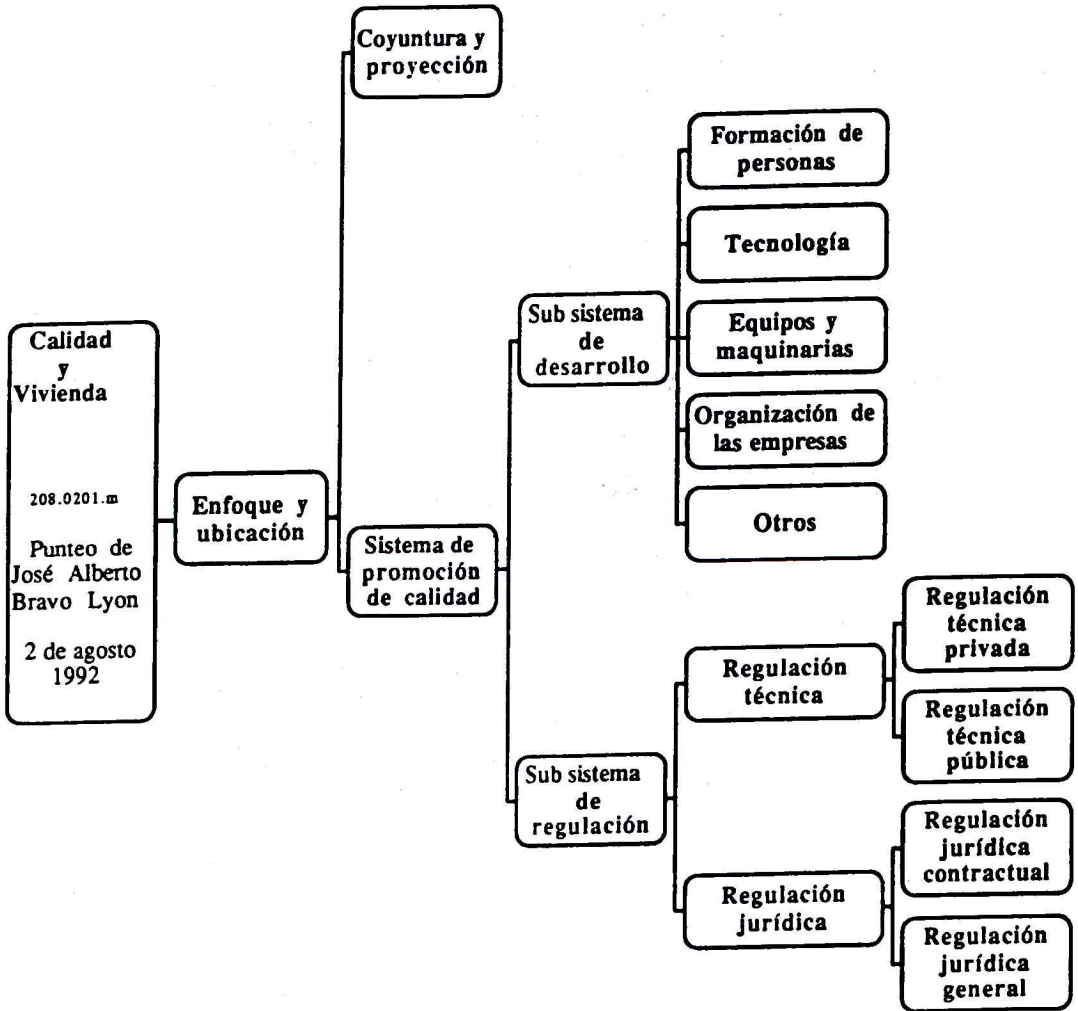 Calidad
y
Vivienda
208.0201.m
Punteo de
José Alberto
Bravo Lyon
2 de agosto
1992
Enfoque y
ubicación
Coyuntura y
proyección
Sistema de
promoción
de calidad
Sub sistema
de
desarrollo
Formación de
personas
Tecnología
Equipos y
maquinarias
Organización de
las empresas
Otros
Sub sistema
de
regulación
Regulación
técnica
Regulación
técnica
privada
Regulación
técnica
pública
Regulación
jurídica
Regulación
jurídica
contractual
Regulación
jurídica
general